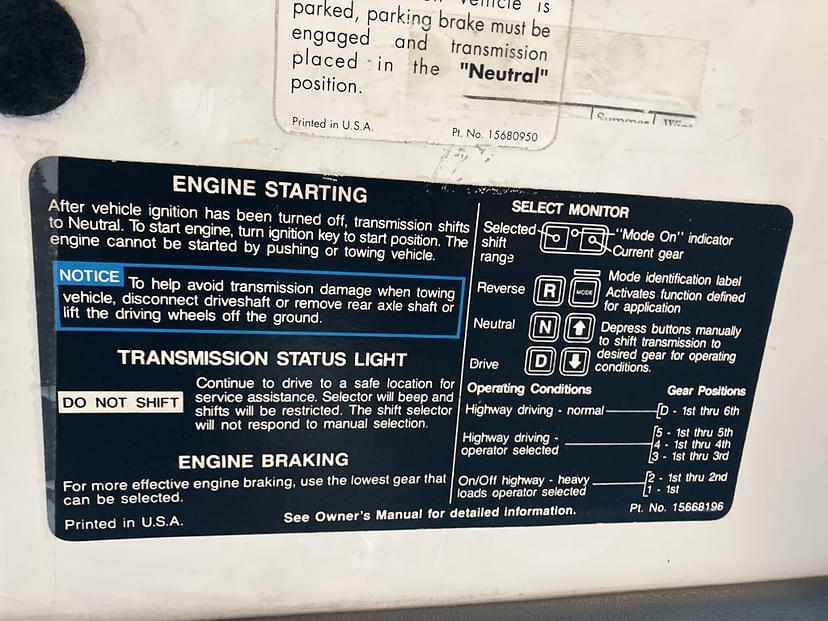 vehicle is
parked, parking brake must be
engaged and transmission
placed in the "Neutral"
position.
Printed in U.S.A. Pt. No. 15680950
Summer
ENGINE STARTING
After vehicle ignition has been turned off, transmission shifts
to Neutral. To start engine, turn ignition key to start position. The
engine cannot be started by pushing or towing vehicle.
NOTICE To help avoid transmission damage when towing
vehicle, disconnect driveshaft or remove rear axle shaft or
lift the driving wheels off the ground.
TRANSMISSION STATUS LIGHT
DO NOT SHIFT
Continue to drive to a safe location for
service assistance. Selector will beep and
shifts will be restricted. The shift selector
will not respond to manual selection.
ENGINE BRAKING
For more effective engine braking, use the lowest gear that
can be selected.
Printed in U.S.A.
SELECT MONITOR
Selected
shift
range
"Mode On" indicator
Current gear
Mode identification label
Reverse R MODE Activates function defined
for application
Neutral N Depress buttons manually
to shift transmission to
desired gear for operating
conditions.
Drive D
Operating Conditions Gear Positions
Highway driving - normal D - 1st thru 6th
Highway driving -
operator selected
5 - 1st thru 5th
4 - 1st thru 4th
3 - 1st thru 3rd
On/Off highway - heavy
loads operator selected
2 - 1st thru 2nd
1 - 1st
See Owner's Manual for detailed information.
Pt. No. 15668196